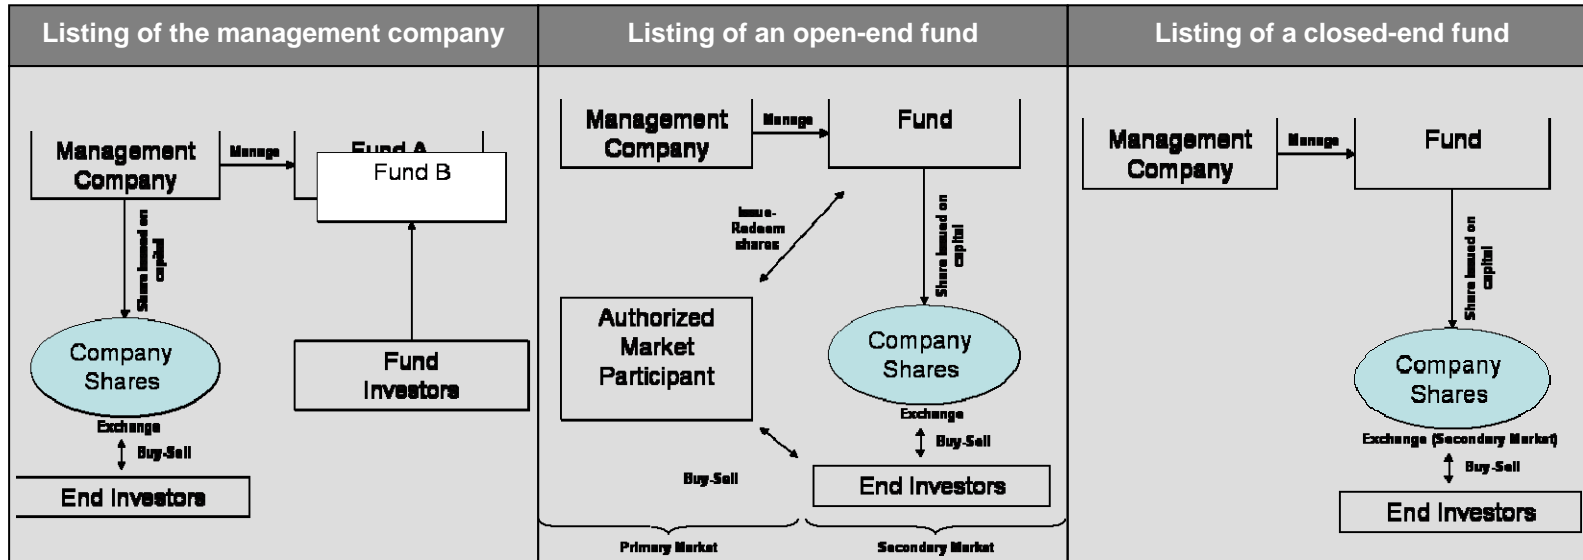 Listing of the management company
Management
Company
Manage
Fund A
Fund B
Share issued on
capital
Company
Shares
Fund
Investors
Exchange
Buy-Sell
End Investors
Listing of an open-end fund
Management
Company
Manage
Fund
Issue-
Redeem
shares
Share issued on
capital
Authorized
Market
Participant
Company
Shares
Exchange
Buy-Sell
Buy-Sell
End Investors
Primary Market
Secondary Market
Listing of a closed-end fund
Management
Company
Manage
Fund
Share issued on
capital
Company
Shares
Exchange (Secondary Market)
Buy-Sell
End Investors